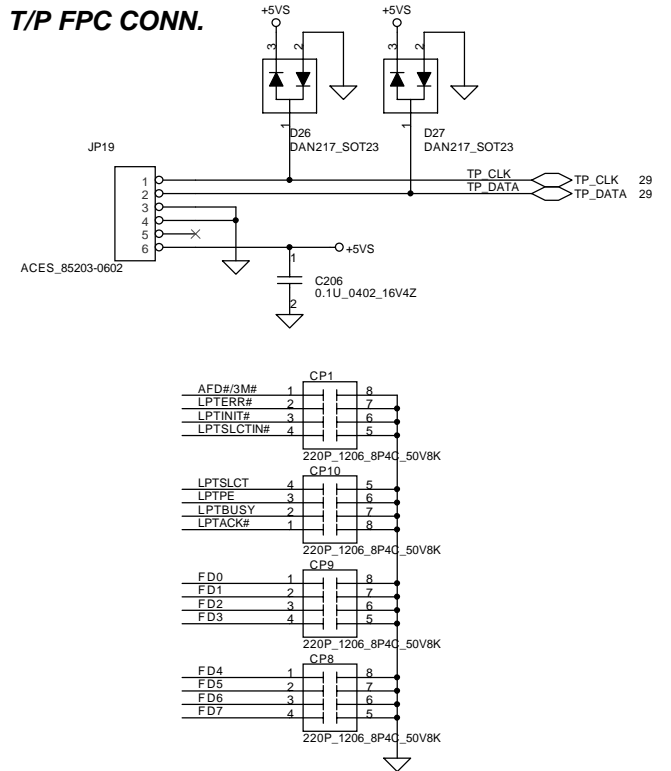 T/P FPC CONN.
+5VS +5VS
3 2 3 2
1 1
D26 D27
DAN217_SOT23 DAN217_SOT23
JP19
1 TP_CLK TP_CLK 29
2 TP_DATA TP_DATA 29
3
4
5
6 +5VS
ACES_85203-0602
1
C206
0.1U_0402_16V4Z
2
CP1
AFD#/3M# 1 8
LPTERR# 2 7
LPTINIT# 3 6
LPTSLCTIN# 4 5
220P_1206_8P4C_50V8K
CP10
LPTSLCT 4 5
LPTPE 3 6
LPTBUSY 2 7
LPTACK# 1 8
220P_1206_8P4C_50V8K
CP9
FD0 1 8
FD1 2 7
FD2 3 6
FD3 4 5
220P_1206_8P4C_50V8K
CP8
FD4 1 8
FD5 2 7
FD6 3 6
FD7 4 5
220P_1206_8P4C_50V8K